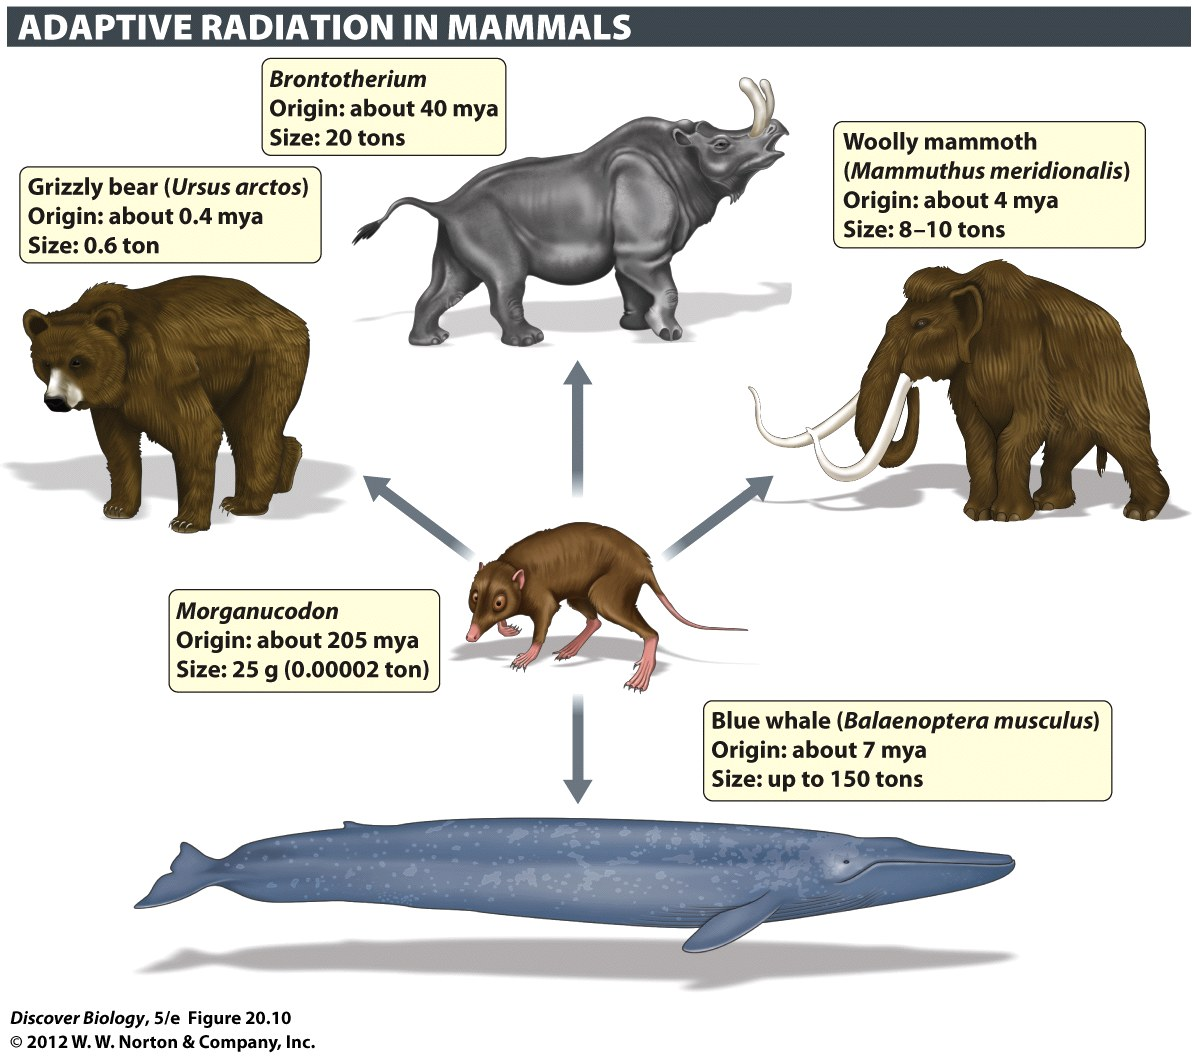 ADAPTIVE RADIATION IN MAMMALS
Brontotherium
Origin: about 40 mya
Size: 20 tons
Woolly mammoth
(Mammuthus meridionalis)
Origin: about 4 mya
Size: 8–10 tons
Grizzly bear (Ursus arctos)
Origin: about 0.4 mya
Size: 0.6 ton
Morganucodon
Origin: about 205 mya
Size: 25 g (0.00002 ton)
Blue whale (Balaenoptera musculus)
Origin: about 7 mya
Size: up to 150 tons
Discover Biology, 5/e Figure 20.10
© 2012 W. W. Norton & Company, Inc.